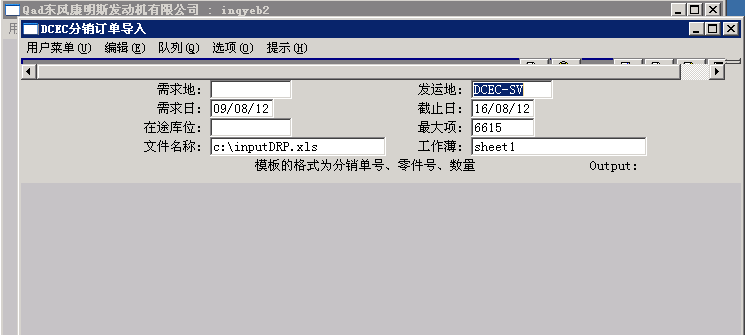 Qad东风康明斯发动机有限公司 : inqyeb2
DCEC分销订单导入
用户菜单(U) 编辑(E) 队列(Q) 选项(O) 提示(H)
需求地: 发运地: DCEC-SV
需求日: 09/08/12 截止日: 16/08/12
在途库位: 最大项: 6615
文件名称: c:\inputDRP.xls 工作薄: sheet1
模板的格式为分销单号、零件号、数量 Output: